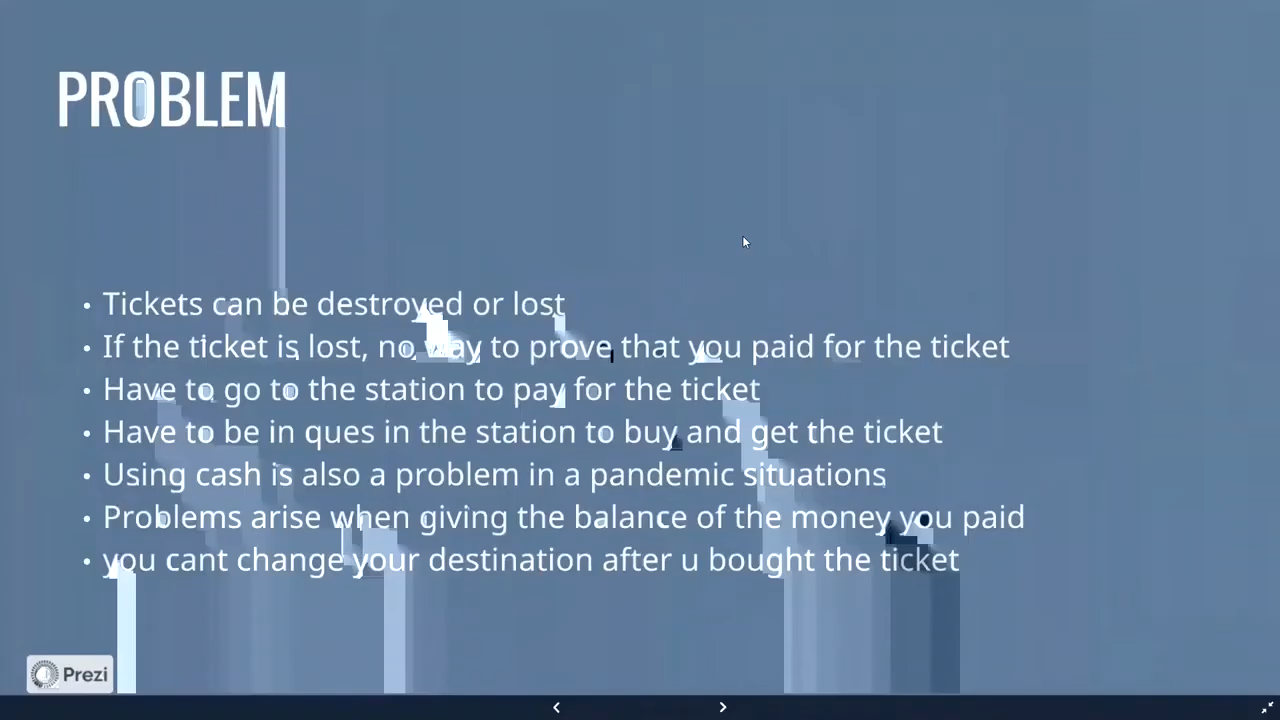 PROBLEM
• Tickets can be destroyed or lost
• If the ticket is lost, no way to prove that you paid for the ticket
• Have to go to the station to pay for the ticket
• Have to be in ques in the station to buy and get the ticket
• Using cash is also a problem in a pandemic situations
• Problems arise when giving the balance of the money you paid
• you cant change your destination after u bought the ticket
Prezi